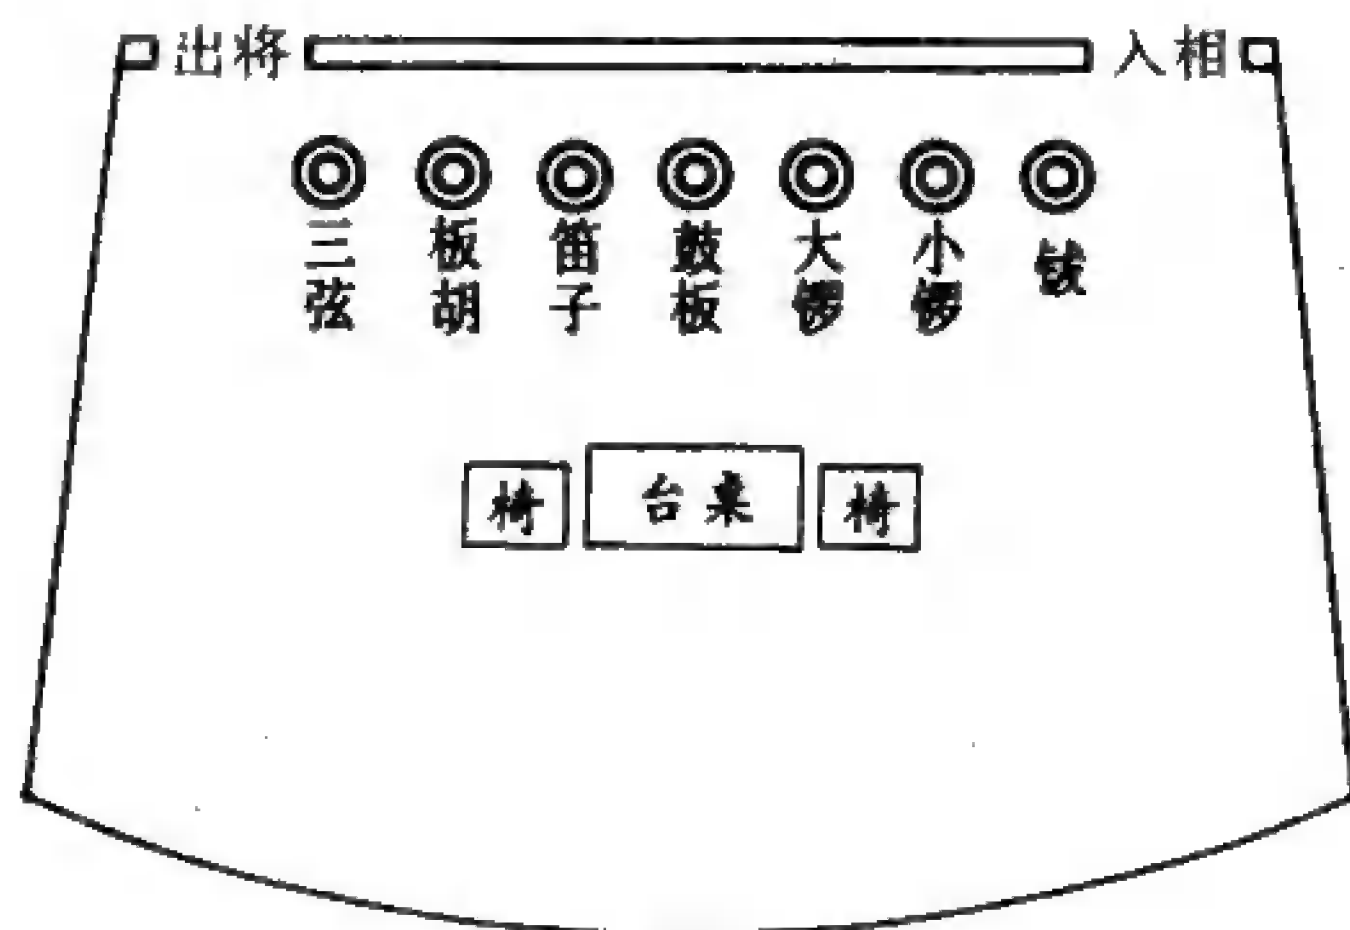 出将
入相
三弦
板胡
笛子
鼓板
大锣
小锣
钹
椅
台桌
椅